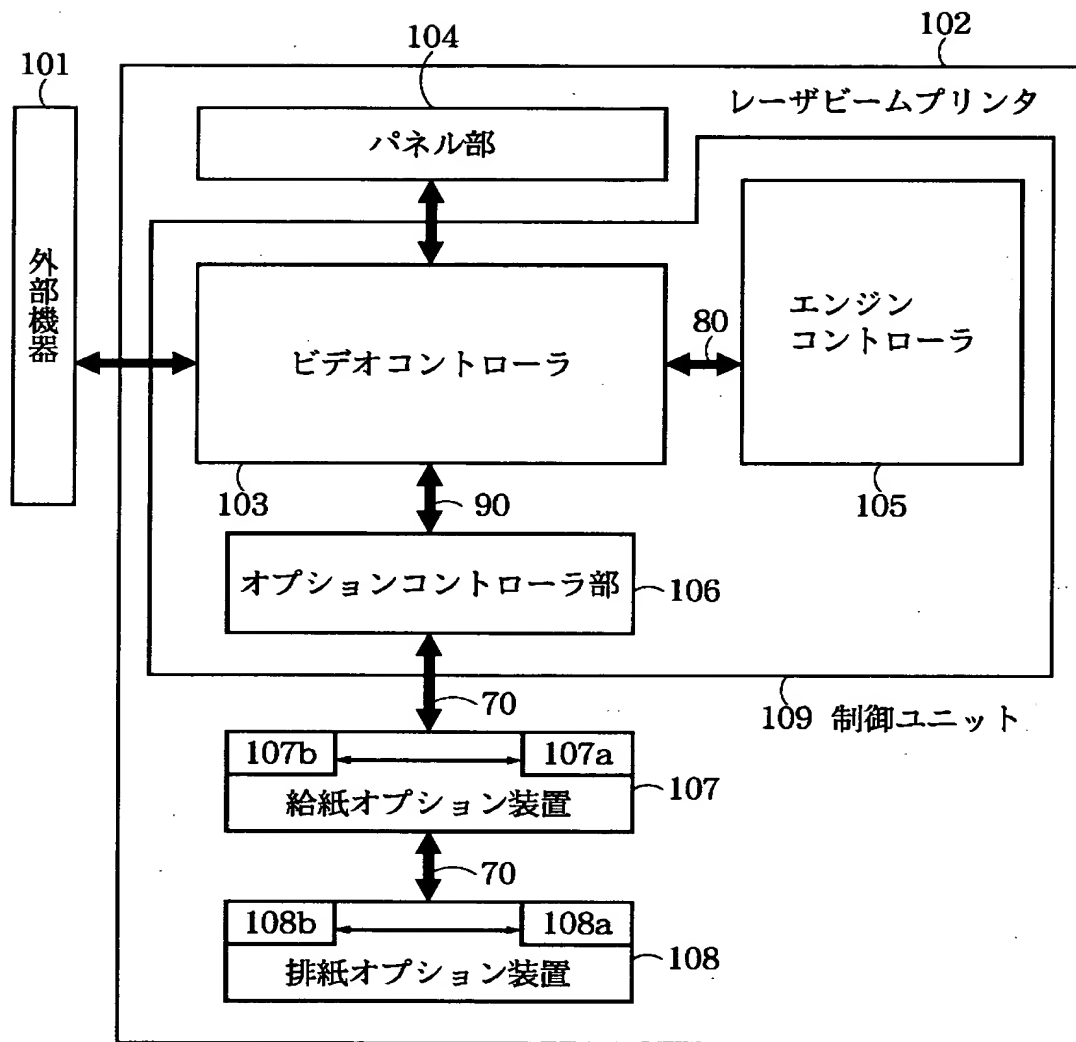 102
104
101
レーザビームプリンタ
パネル部
外部機器
ビデオコントローラ
80
エンジン
コントローラ
103
90
105
オプションコントローラ部
106
70
109 制御ユニット
107b
107a
給紙オプション装置
107
70
108b
108a
排紙オプション装置
108